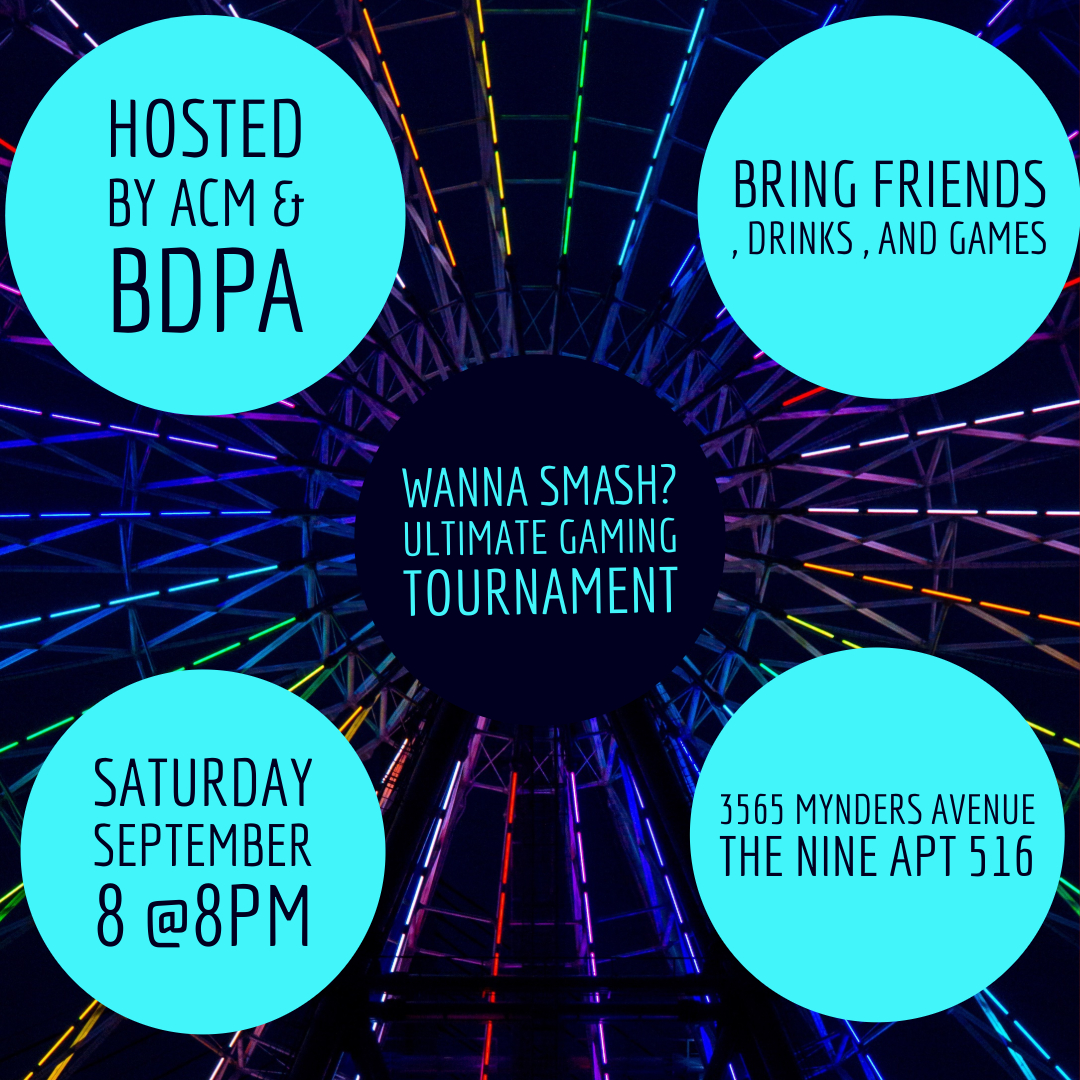 HOSTED
BY ACM &
BDPA
BRING FRIENDS
, DRINKS , AND GAMES
WANNA SMASH?
ULTIMATE GAMING
TOURNAMENT
SATURDAY
SEPTEMBER
8 @8PM
3565 MYNDERS AVENUE
THE NINE APT 516